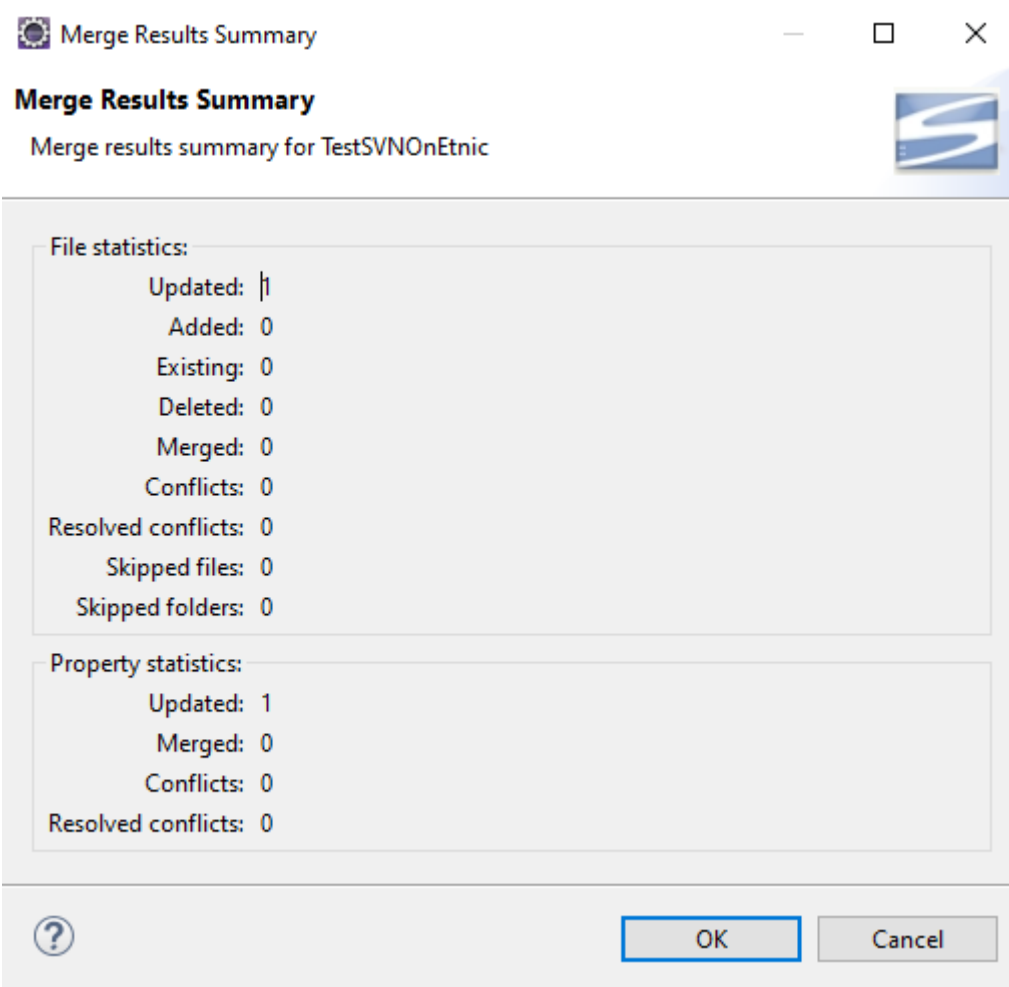 Merge Results Summary
Merge Results Summary
Merge results summary for TestSVNOnEtnic
File statistics:
Updated: 1
Added: 0
Existing: 0
Deleted: 0
Merged: 0
Conflicts: 0
Resolved conflicts: 0
Skipped files: 0
Skipped folders: 0
Property statistics:
Updated: 1
Merged: 0
Conflicts: 0
Resolved conflicts: 0
? OK Cancel